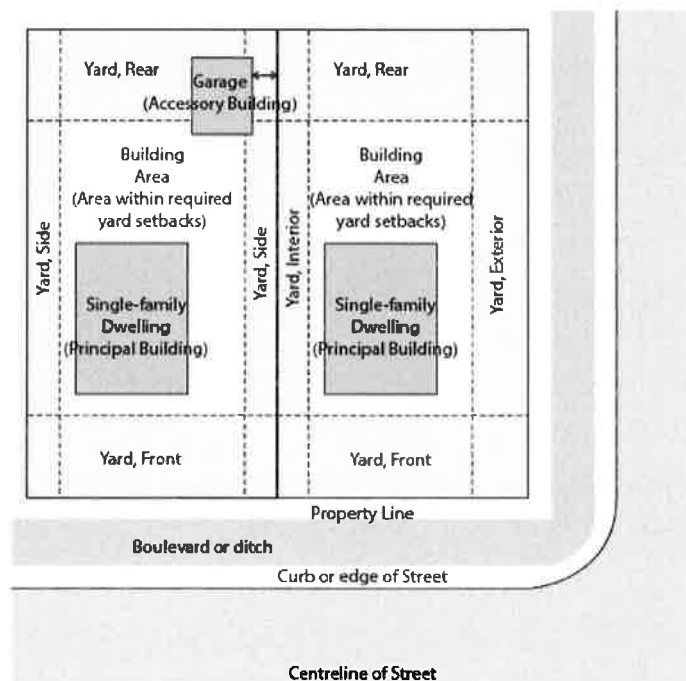 Yard, Rear
Garage
(Accessory Building)
Yard, Rear
Building
Area
(Area within required
yard setbacks)
Building
Area
(Area within required
yard setbacks)
Yard, Side
Yard, Side
Yard, Interior
Yard, Exterior
Single-family
Dwelling
(Principal Building)
Single-family
Dwelling
(Principal Building)
Yard, Front
Yard, Front
Property Line
Boulevard or ditch
Curb or edge of Street
Centreline of Street